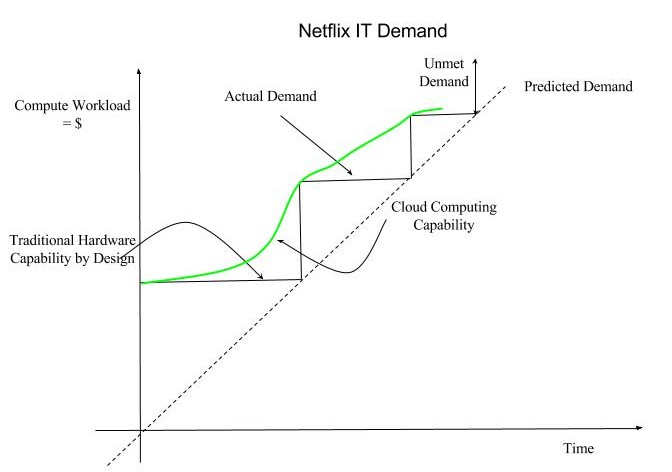 Netflix IT Demand
Unmet
Demand
Predicted Demand
Actual Demand
Compute Workload
= $
Cloud Computing
Capability
Traditional Hardware
Capability by Design
Time